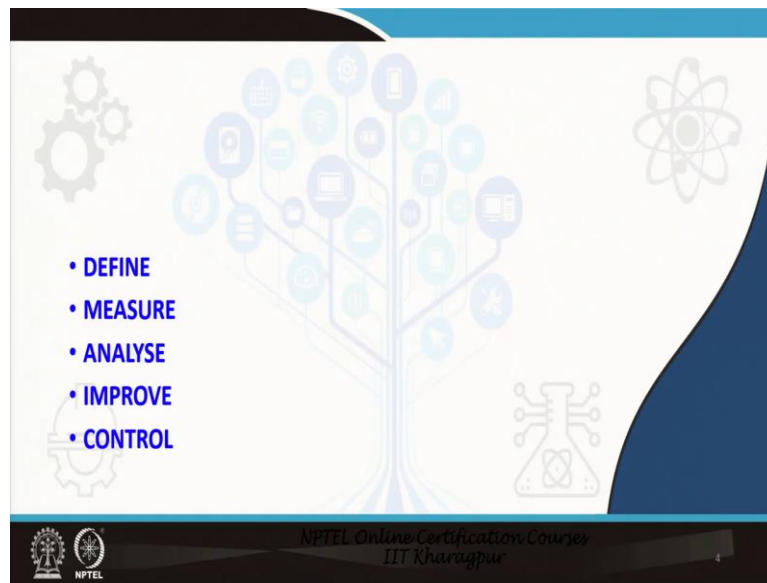 • DEFINE
• MEASURE
• ANALYSE
• IMPROVE
• CONTROL
NPTEL Online Certification Courses
IIT Kharagpur
NPTEL
4